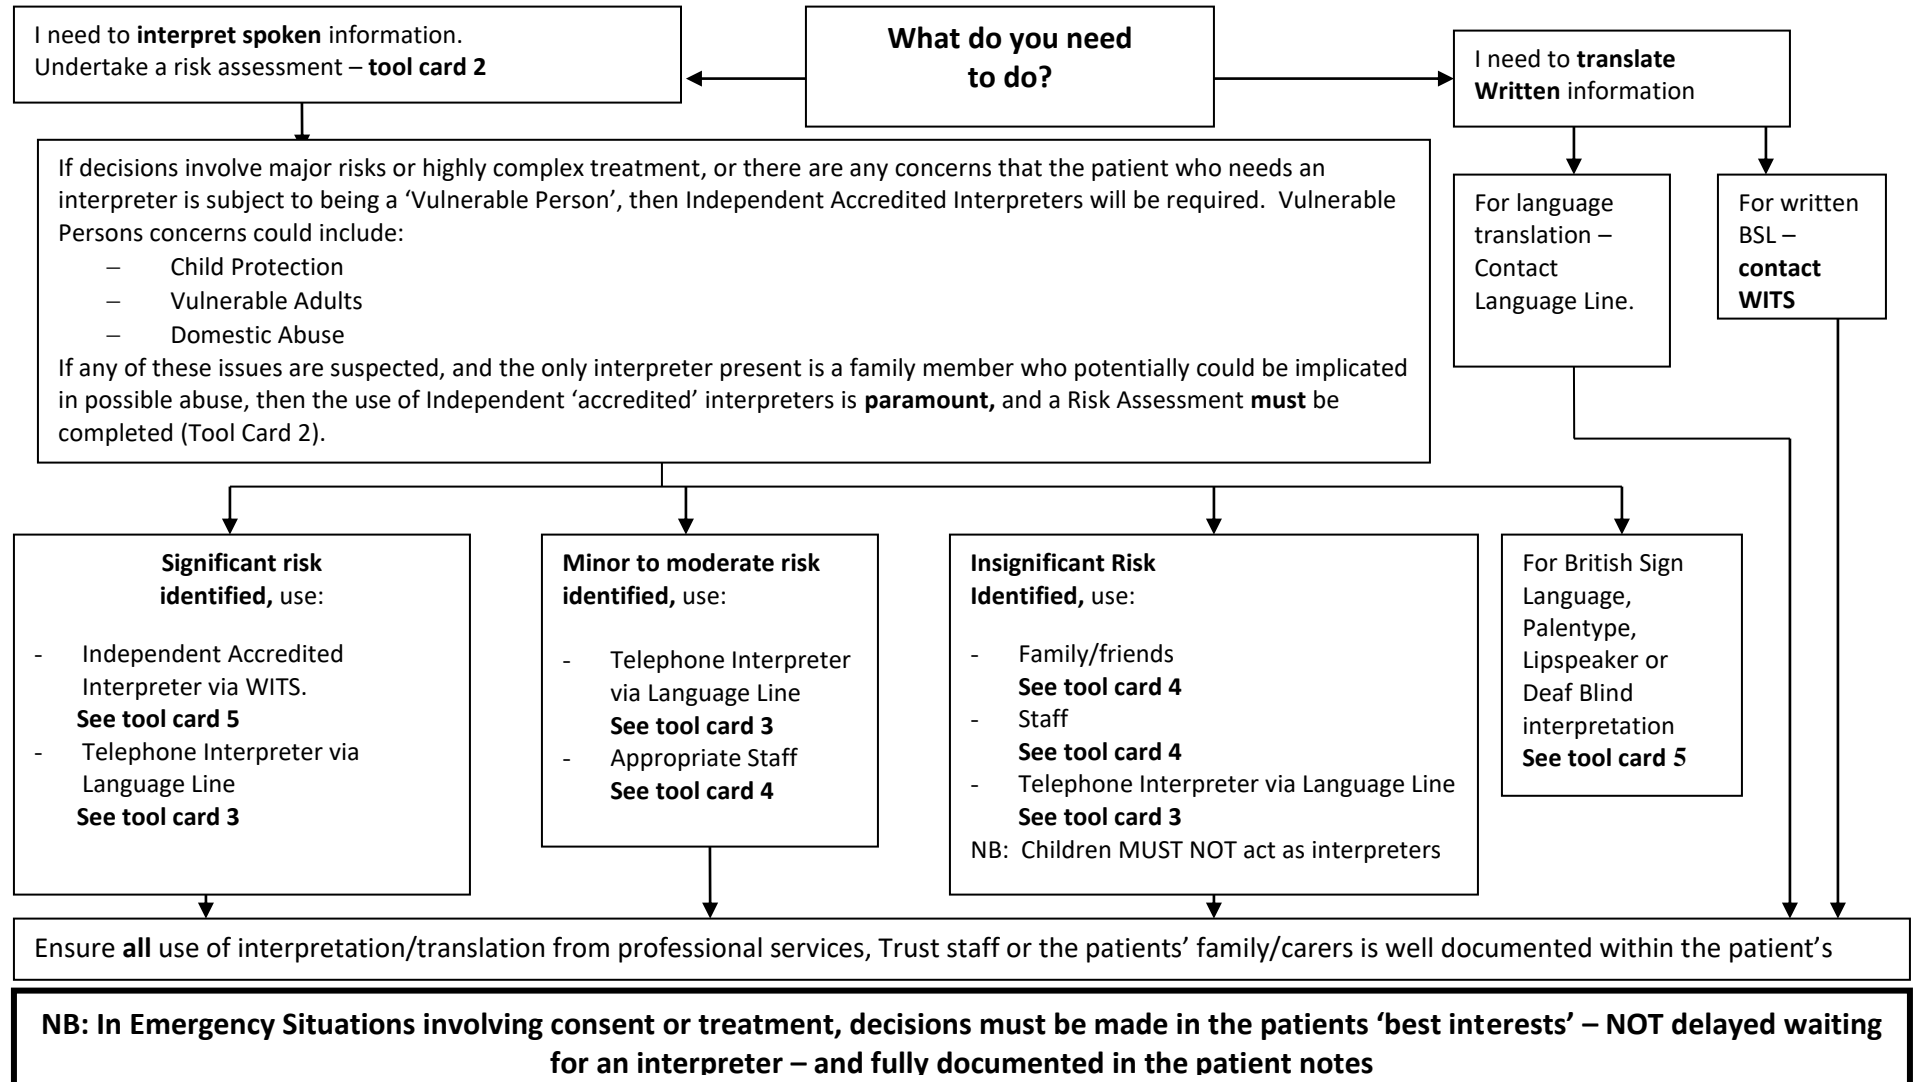 What do you need
to do?
I need to interpret spoken information.
Undertake a risk assessment – tool card 2
I need to translate
Written information
If decisions involve major risks or highly complex treatment, or there are any concerns that the patient who needs an
interpreter is subject to being a ‘Vulnerable Person’, then Independent Accredited Interpreters will be required.  Vulnerable
Persons concerns could include:
– Child Protection
– Vulnerable Adults
– Domestic Abuse
If any of these issues are suspected, and the only interpreter present is a family member who potentially could be implicated
in possible abuse, then the use of Independent ‘accredited’ interpreters is paramount, and a Risk Assessment must be
completed (Tool Card 2).
For language
translation –
Contact
Language Line.
For written
BSL –
contact
WITS
Significant risk
identified, use:
- Independent Accredited
Interpreter via WITS.
See tool card 5
- Telephone Interpreter via
Language Line
See tool card 3
Minor to moderate risk
identified, use:
- Telephone Interpreter
via Language Line
See tool card 3
- Appropriate Staff
See tool card 4
Insignificant Risk
Identified, use:
- Family/friends
See tool card 4
- Staff
See tool card 4
- Telephone Interpreter via Language Line
See tool card 3
NB:  Children MUST NOT act as interpreters
For British Sign
Language,
Palentype,
Lipspeaker or
Deaf Blind
interpretation
See tool card 5
Ensure all use of interpretation/translation from professional services, Trust staff or the patients’ family/carers is well documented within the patient’s
NB: In Emergency Situations involving consent or treatment, decisions must be made in the patients ‘best interests’ – NOT delayed waiting
for an interpreter – and fully documented in the patient notes